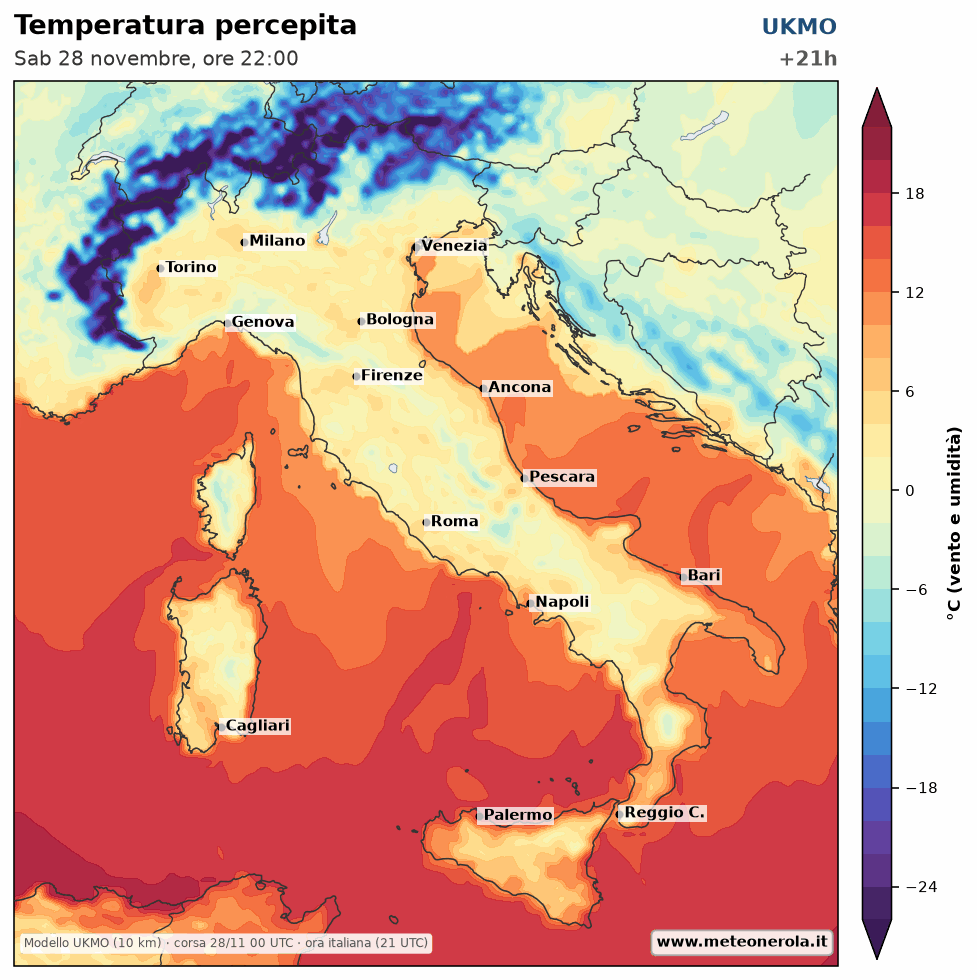 Temperatura percepita
UKMO
Sab 28 novembre, ore 22:00
+21h
Milano
Venezia
Torino
Genova
Bologna
Firenze
Ancona
Pescara
Roma
Bari
Napoli
Cagliari
Palermo
Reggio C.
18
12
6
0
−6
−12
−18
−24
°C (vento e umidità)
Modello UKMO (10 km) · corsa 28/11 00 UTC · ora italiana (21 UTC)
www.meteonerola.it